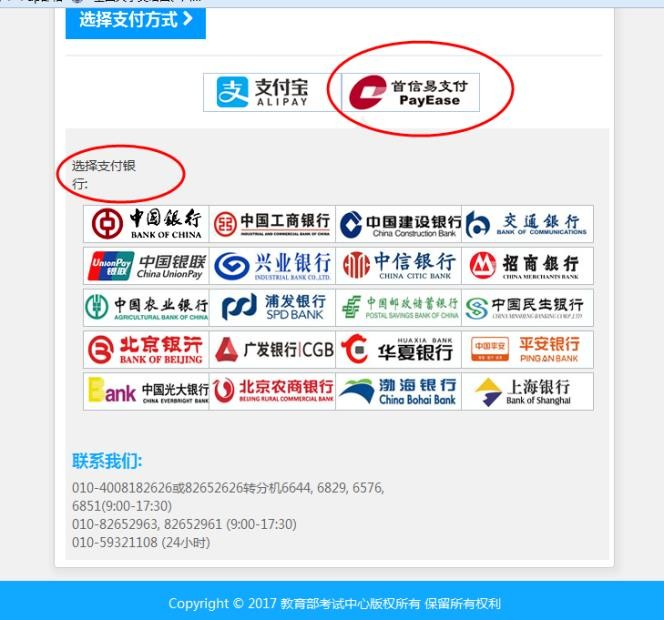 选择支付方式
支付宝
ALIPAY
首信易支付
PayEase
选择支付银
行:
中国银行
BANK OF CHINA
中国工商银行
INDUSTRIAL AND COMMERCIAL BANK OF CHINA
中国建设银行
China Construction Bank
交通银行
BANK OF COMMUNICATIONS
UnionPay
银联
中国银联
China UnionPay
兴业银行
INDUSTRIAL BANK CO.,LTD.
中信银行
CHINA CITIC BANK
招商银行
CHINA MERCHANTS BANK
中国农业银行
AGRICULTURAL BANK OF CHINA
浦发银行
SPD BANK
中国邮政储蓄银行
POSTAL SAVINGS BANK OF CHINA
中国民生银行
CHINA MINSHENG BANKING CORP.,LTD
北京银行
BANK OF BEIJING
广发银行|CGB
HUAXIA BANK
华夏银行
中国平安
平安银行
PING AN BANK
Bank
中国光大银行
CHINA EVERBRIGHT BANK
北京农商银行
BEIJING RURAL COMMERCIAL BANK
渤海银行
China Bohai Bank
上海银行
Bank of Shanghai
联系我们:
010-4008182626或82652626转分机6644, 6829, 6576,
6851(9:00-17:30)
010-82652963, 82652961 (9:00-17:30)
010-59321108 (24小时)
Copyright © 2017 教育部考试中心版权所有 保留所有权利